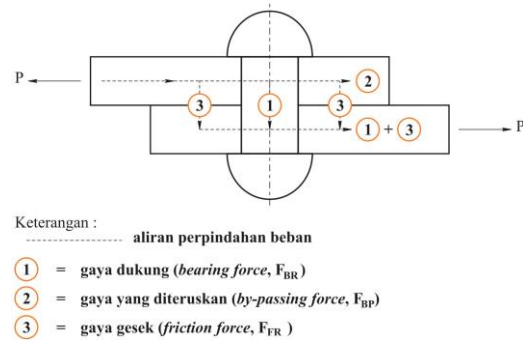 P
2
3
1
3
1 + 3
P
Keterangan :
aliran perpindahan beban
1 = gaya dukung (bearing force, F_BR )
2 = gaya yang diteruskan (by-passing force, F_BP)
3 = gaya gesek (friction force, F_FR )